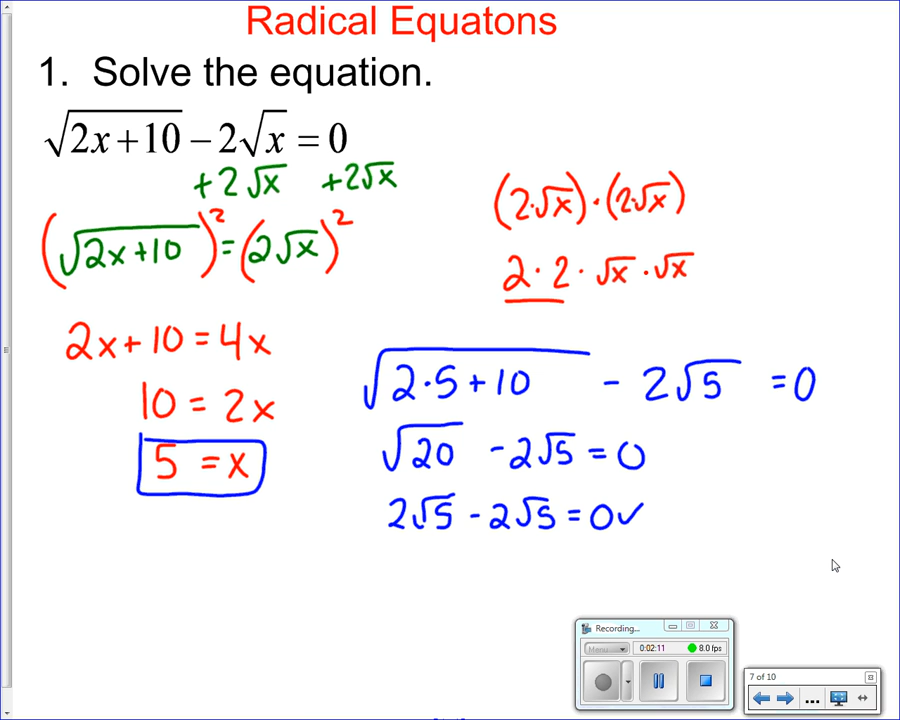 Radical Equatons
1. Solve the equation.
√(2x+10) − 2√x = 0
+2√x +2√x
(√(2x+10))² = (2√x)²
2x+10 = 4x
10 = 2x
5 = x
(2·√x)·(2·√x)
2·2·√x·√x
√(2·5+10) − 2√5 = 0
√20 − 2√5 = 0
2√5 − 2√5 = 0✓
Recording...
Menu 0:02:11 8.0 fps
7 of 10
...